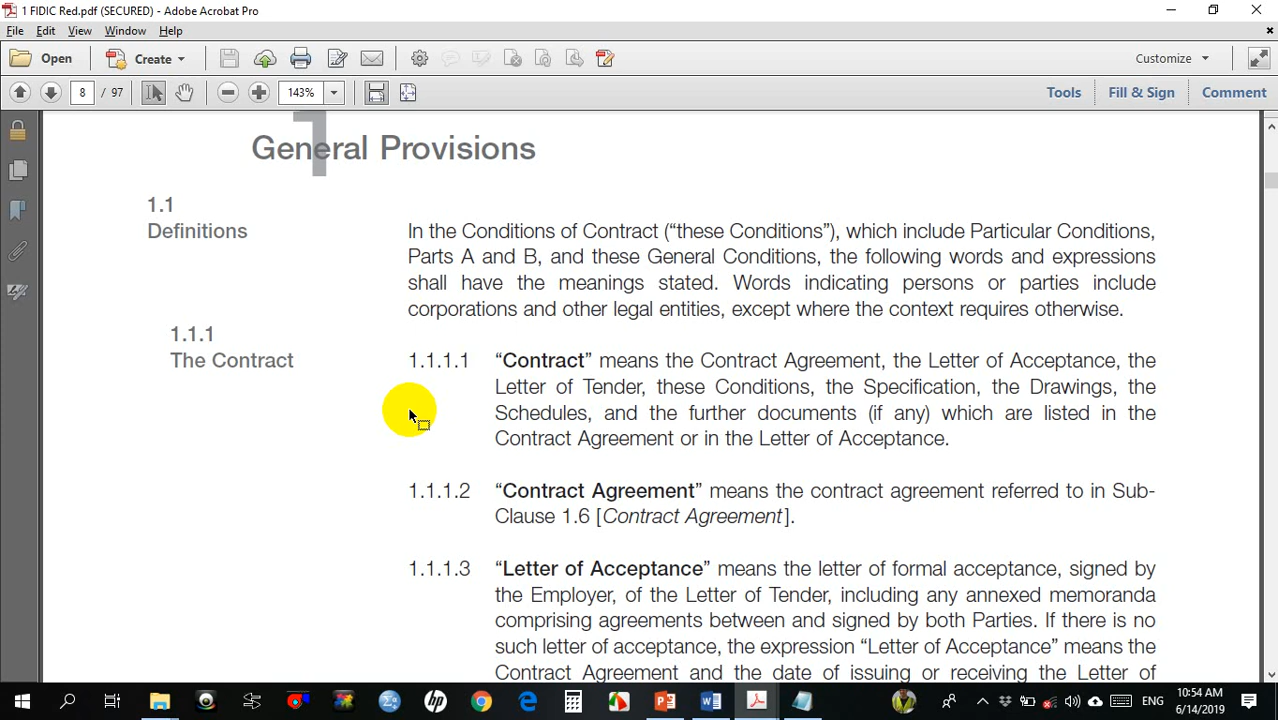 1 FIDIC Red.pdf (SECURED) - Adobe Acrobat Pro
File Edit View Window Help
Open Create Customize
8 / 97 143% Tools Fill & Sign Comment
1
General Provisions
1.1
Definitions
In the Conditions of Contract (“these Conditions”), which include Particular Conditions,
Parts A and B, and these General Conditions, the following words and expressions
shall have the meanings stated. Words indicating persons or parties include
corporations and other legal entities, except where the context requires otherwise.
1.1.1
The Contract
1.1.1.1 “Contract” means the Contract Agreement, the Letter of Acceptance, the
Letter of Tender, these Conditions, the Specification, the Drawings, the
Schedules, and the further documents (if any) which are listed in the
Contract Agreement or in the Letter of Acceptance.
1.1.1.2 “Contract Agreement” means the contract agreement referred to in Sub-
Clause 1.6 [Contract Agreement].
1.1.1.3 “Letter of Acceptance” means the letter of formal acceptance, signed by
the Employer, of the Letter of Tender, including any annexed memoranda
comprising agreements between and signed by both Parties. If there is no
such letter of acceptance, the expression “Letter of Acceptance” means the
Contract Agreement and the date of issuing or receiving the Letter of
hp
ENG
10:54 AM
6/14/2019